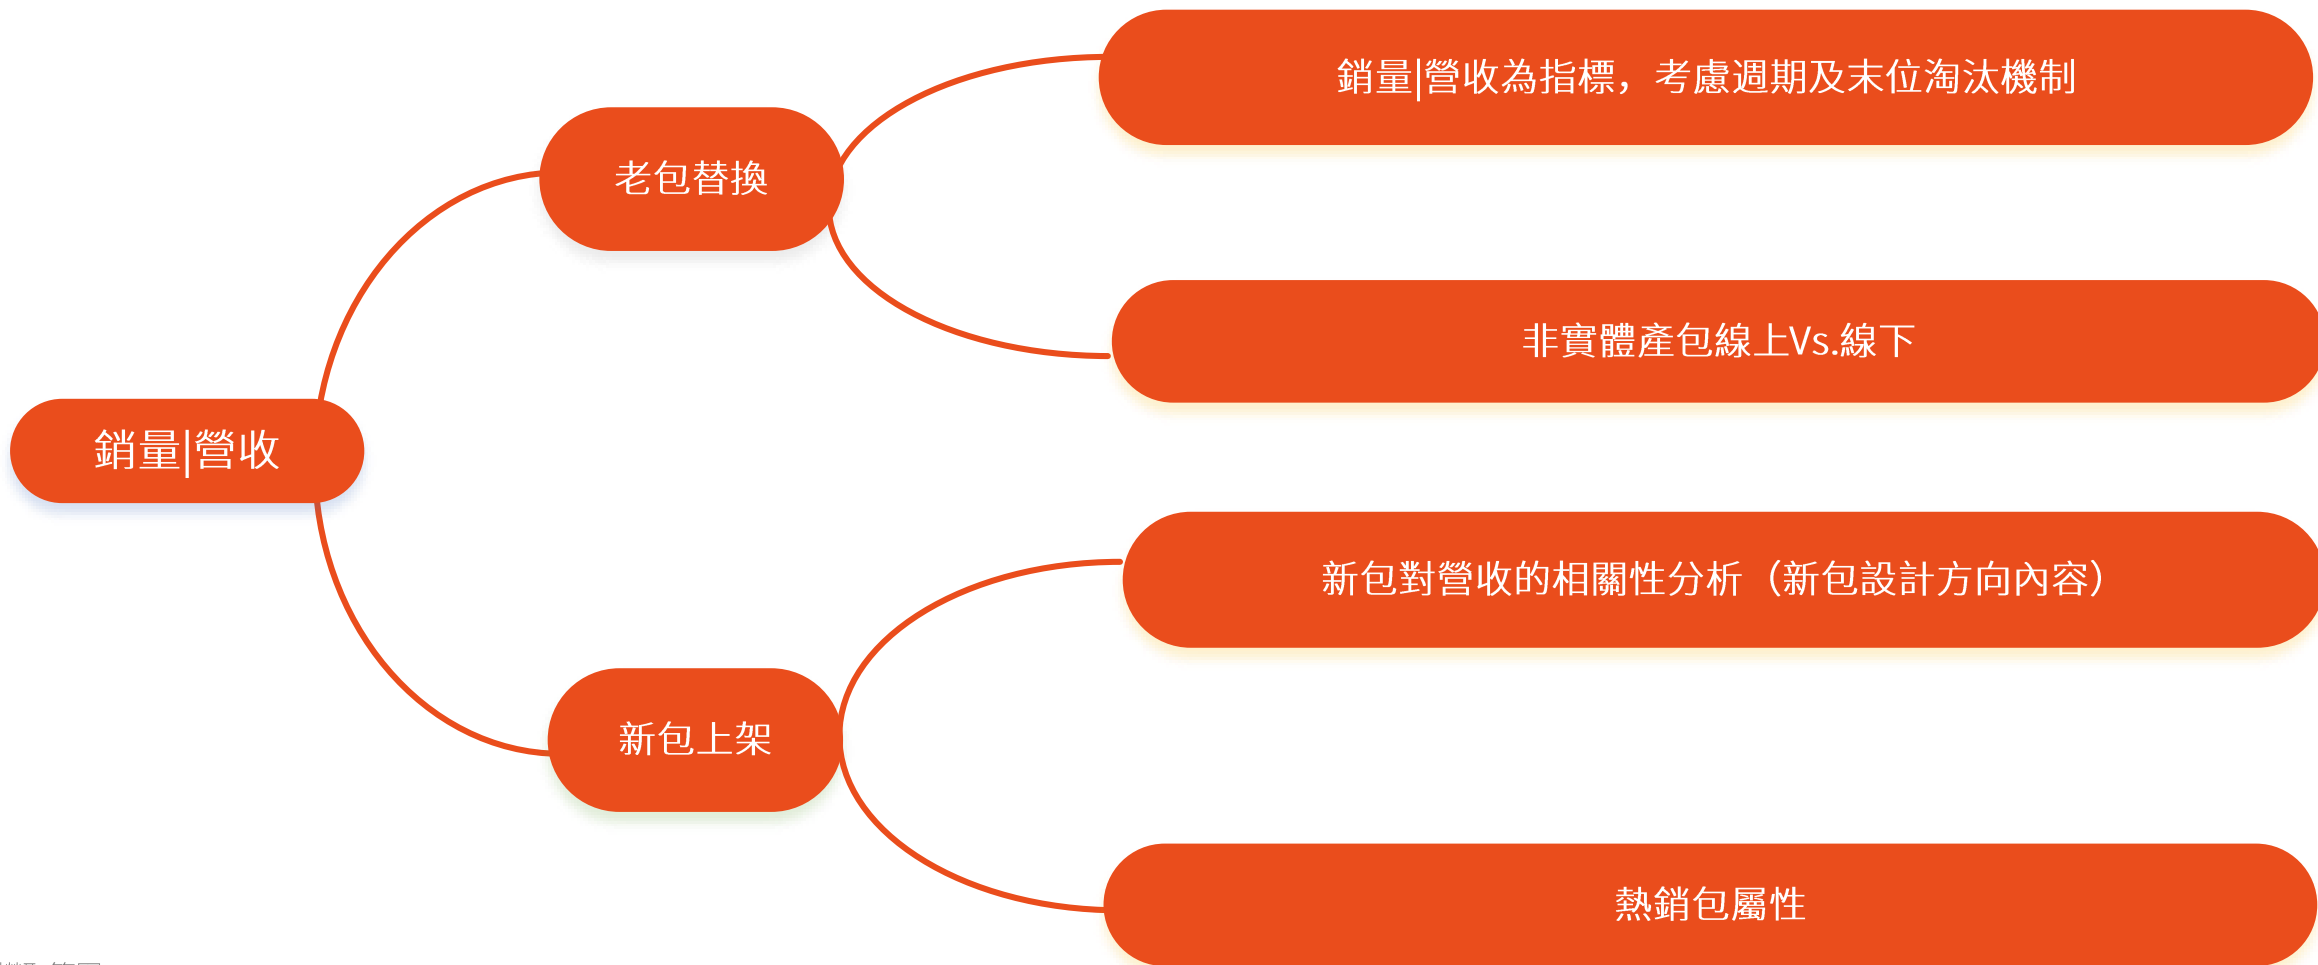 銷量|營收為指標，考慮週期及末位淘汰機制
老包替換
非實體產包線上Vs.線下
銷量|營收
新包對營收的相關性分析（新包設計方向內容）
新包上架
熱銷包屬性